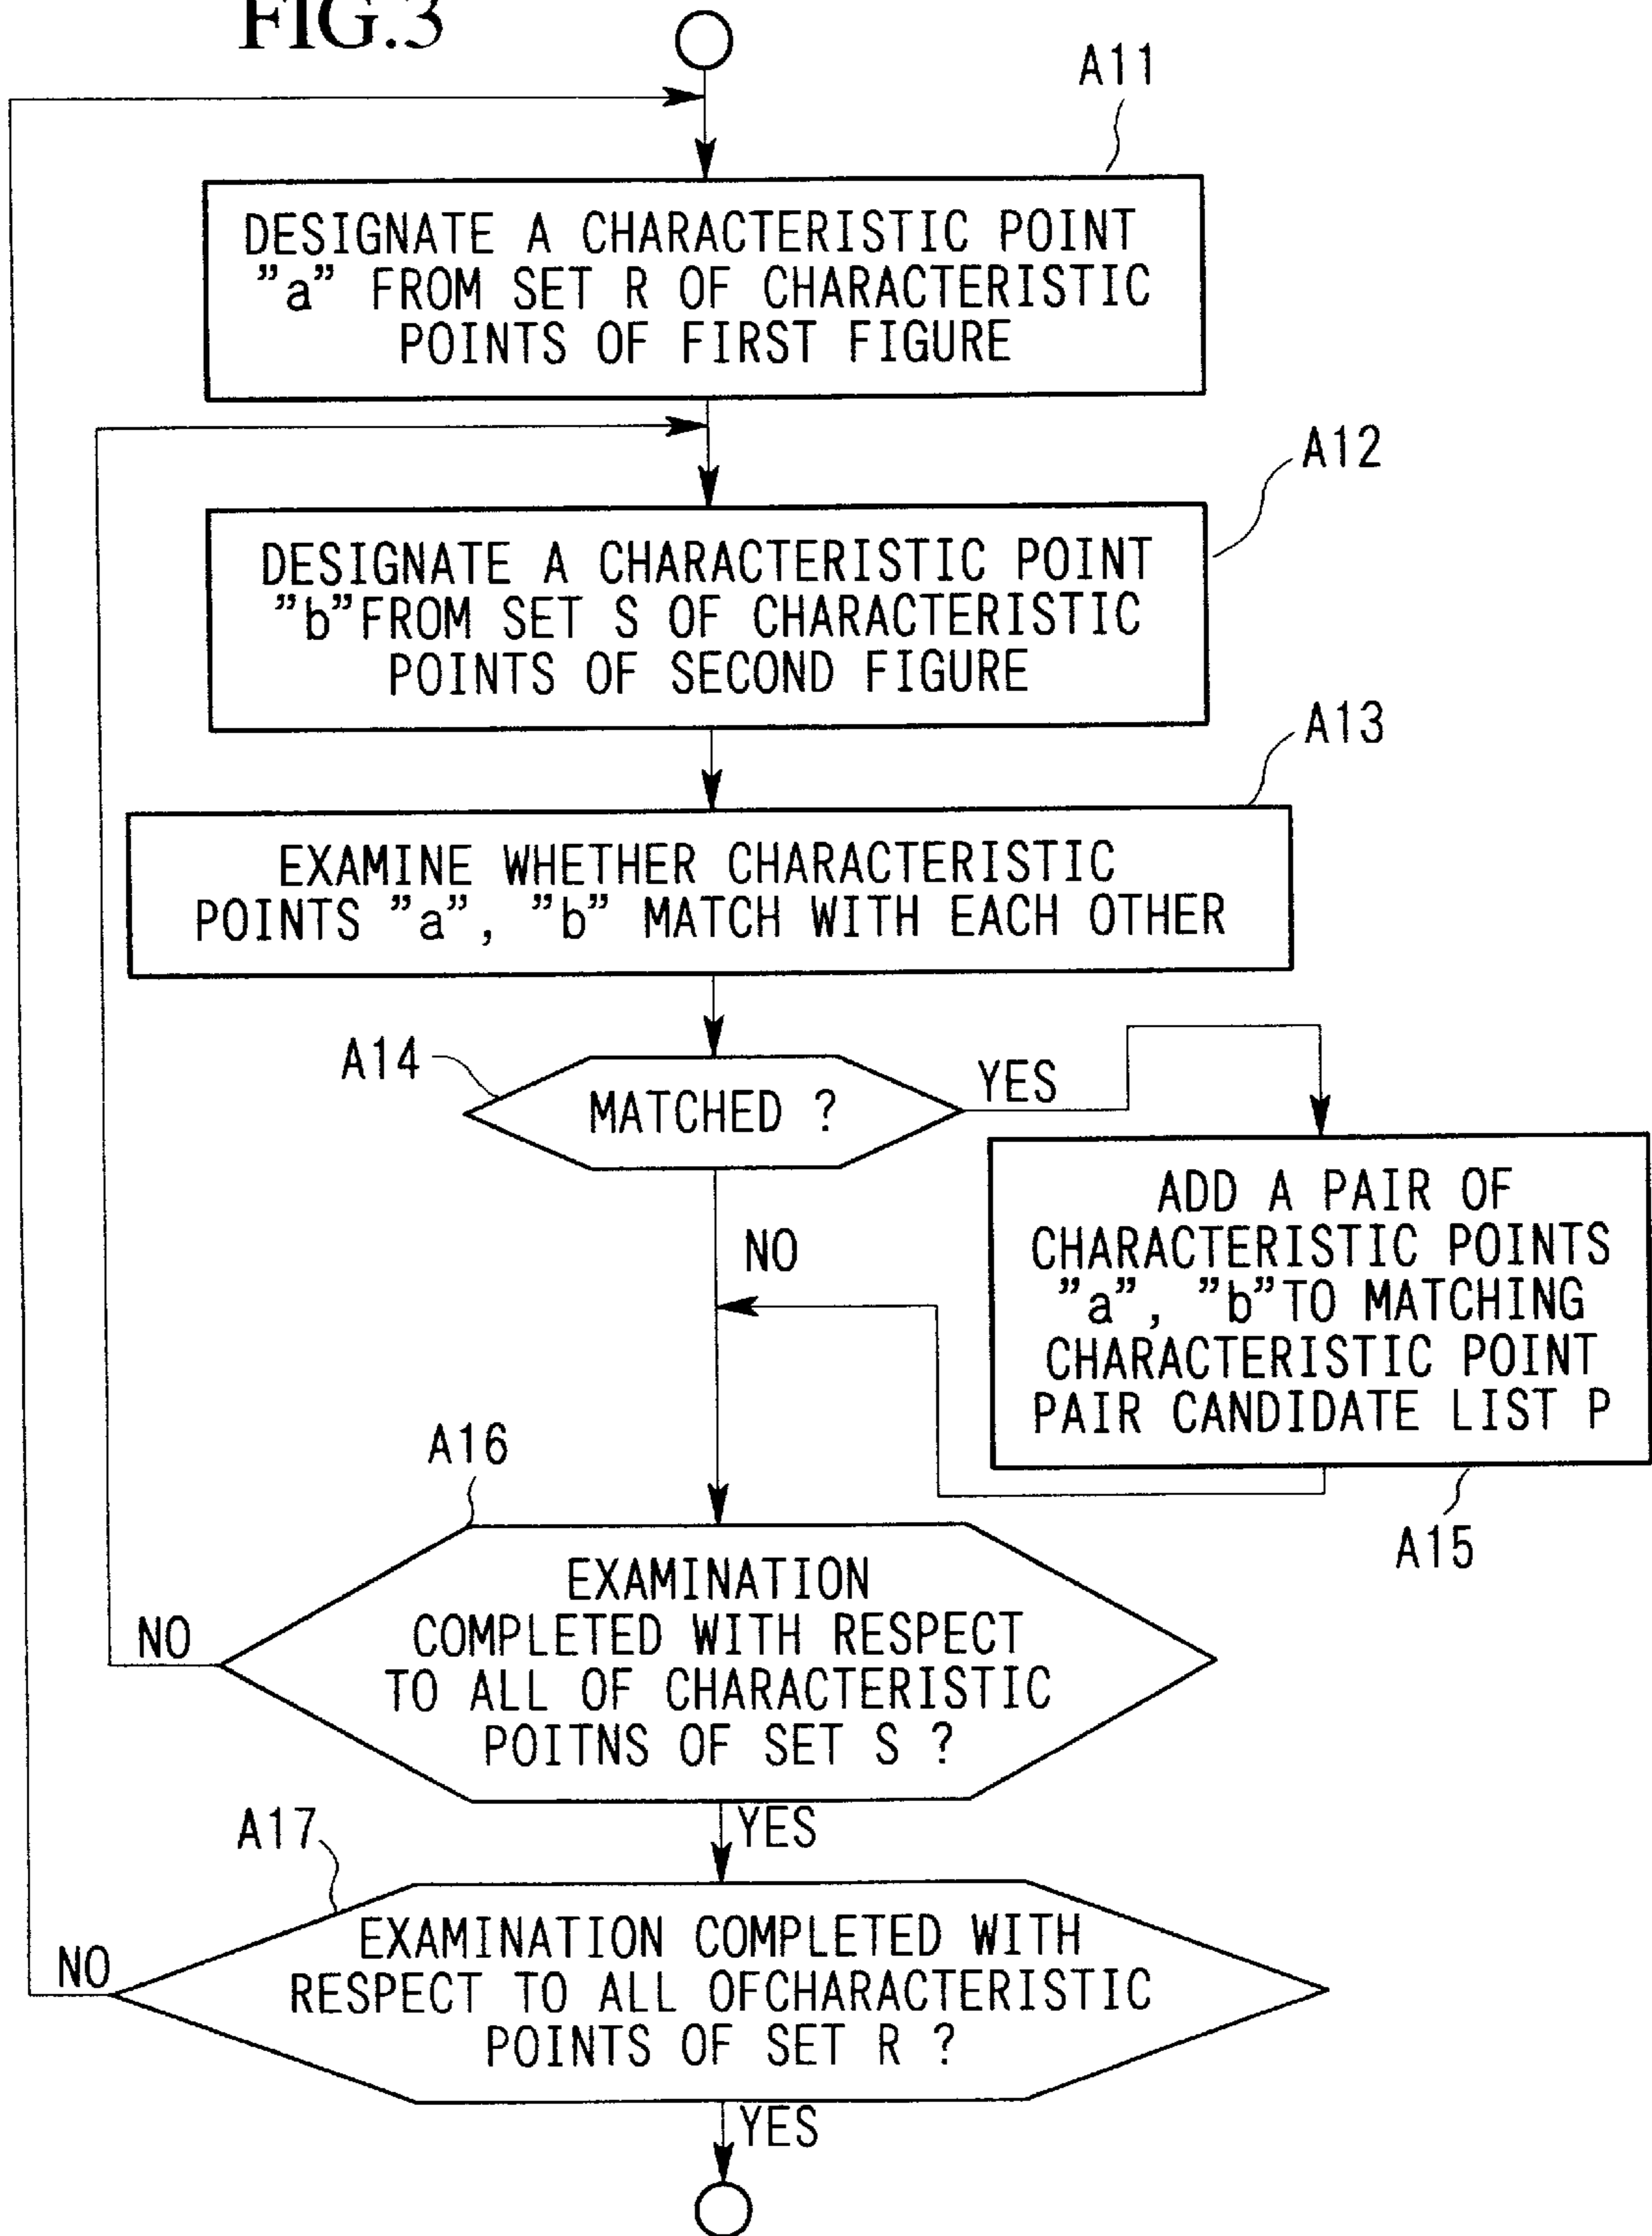 FIG.3
A11
DESIGNATE A CHARACTERISTIC POINT
”a” FROM SET R OF CHARACTERISTIC
POINTS OF FIRST FIGURE
A12
DESIGNATE A CHARACTERISTIC POINT
”b”FROM SET S OF CHARACTERISTIC
POINTS OF SECOND FIGURE
A13
EXAMINE WHETHER CHARACTERISTIC
POINTS ”a”, ”b” MATCH WITH EACH OTHER
A14
MATCHED ?
YES
NO
ADD A PAIR OF
CHARACTERISTIC POINTS
”a”, ”b”TO MATCHING
CHARACTERISTIC POINT
PAIR CANDIDATE LIST P
A15
A16
EXAMINATION
COMPLETED WITH RESPECT
TO ALL OF CHARACTERISTIC
POITNS OF SET S ?
NO
YES
A17
EXAMINATION COMPLETED WITH
RESPECT TO ALL OFCHARACTERISTIC
POINTS OF SET R ?
NO
YES